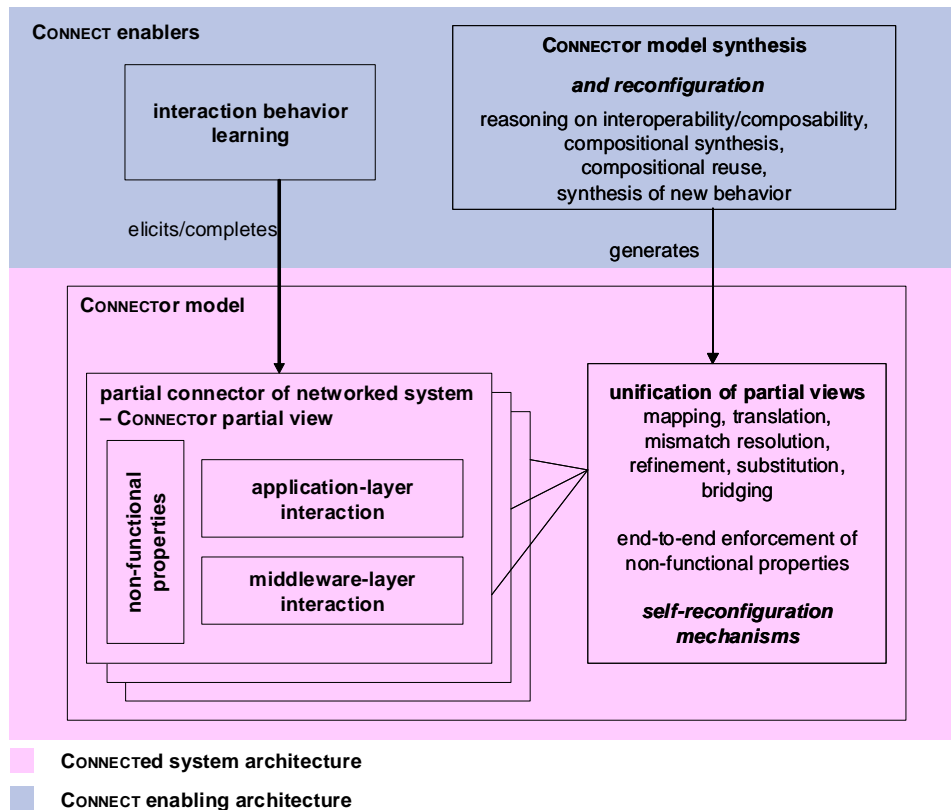 CONNECT enablers
interaction behavior
learning
CONNECTor model synthesis
and reconfiguration
reasoning on interoperability/composability,
compositional synthesis,
compositional reuse,
synthesis of new behavior
elicits/completes
generates
CONNECTor model
partial connector of networked system
– CONNECTor partial view
non-functional
properties
application-layer
interaction
middleware-layer
interaction
unification of partial views
mapping, translation,
mismatch resolution,
refinement, substitution,
bridging
end-to-end enforcement of
non-functional properties
self-reconfiguration
mechanisms
CONNECTed system architecture
CONNECT enabling architecture